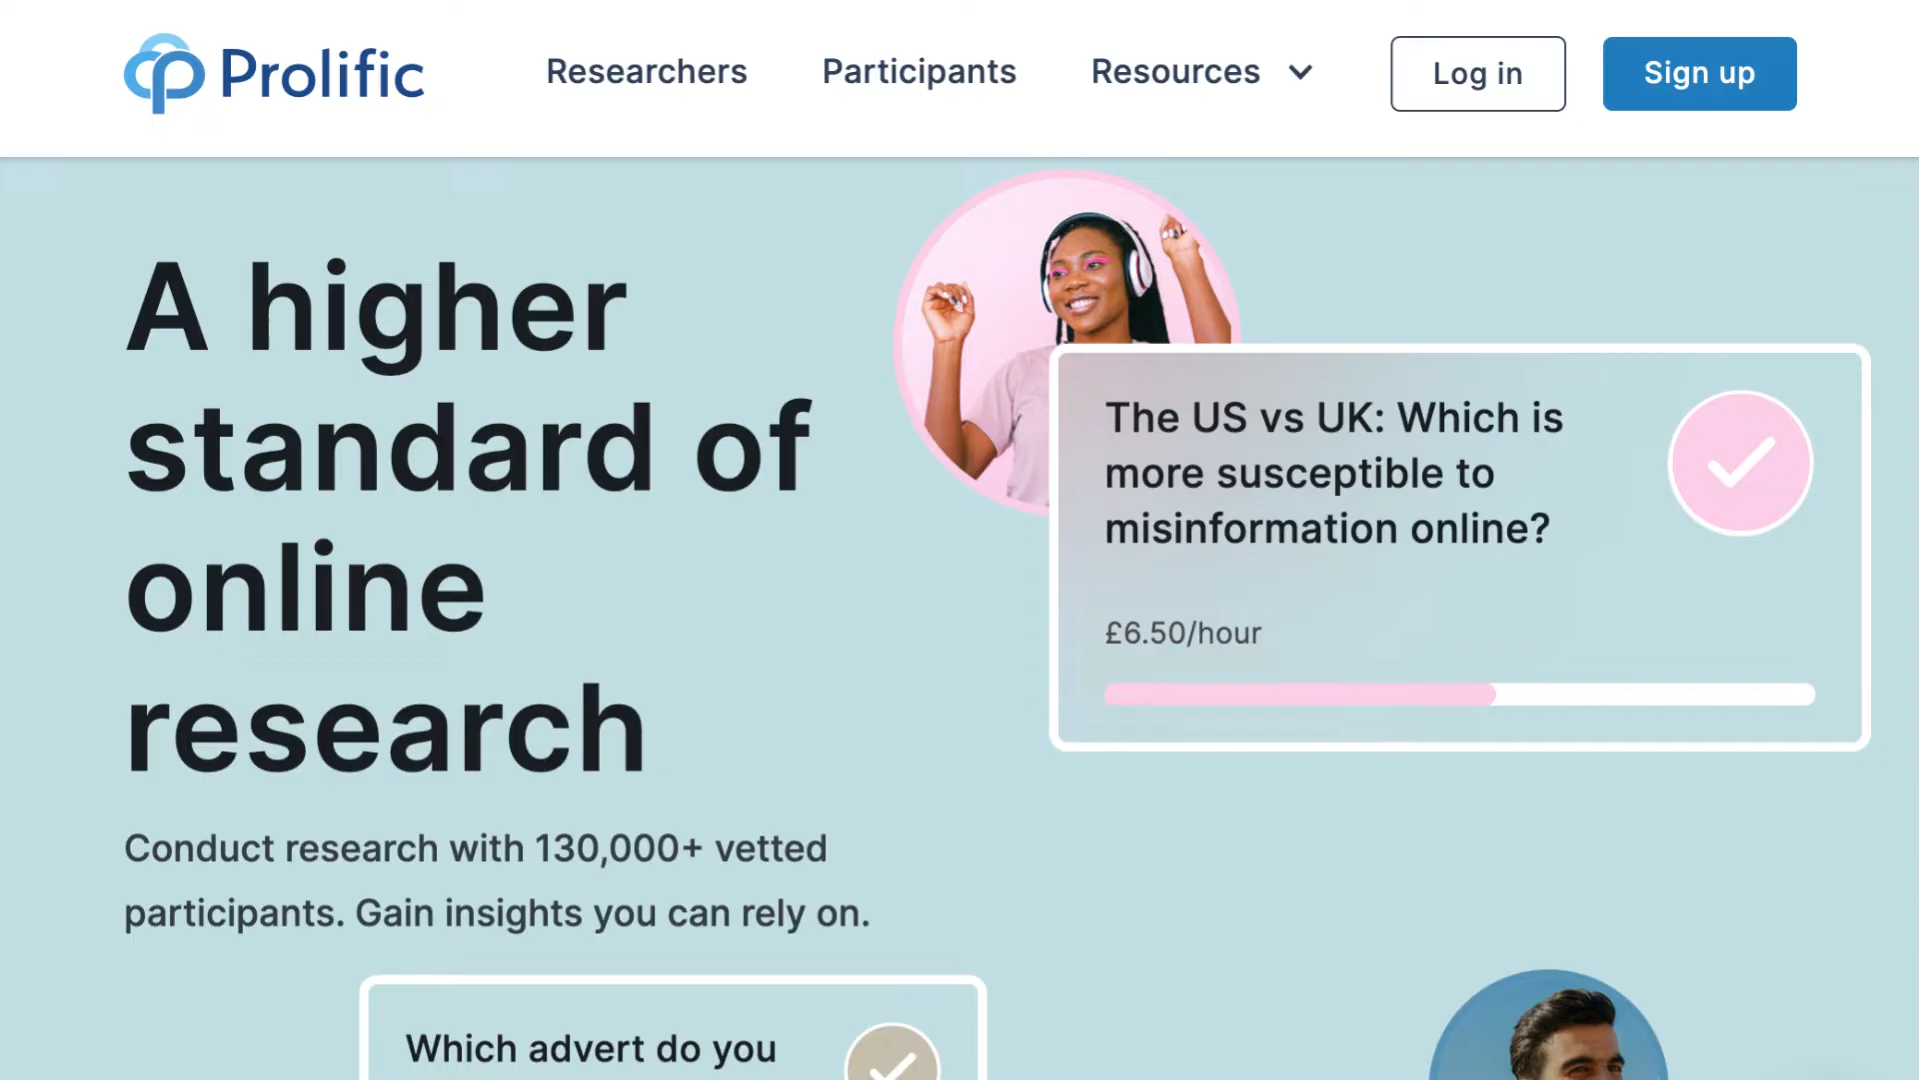 Prolific
Researchers
Participants
Resources
Log in
Sign up
A higher
standard of
online
research
Conduct research with 130,000+ vetted
participants. Gain insights you can rely on.
The US vs UK: Which is
more susceptible to
misinformation online?
£6.50/hour
Which advert do you